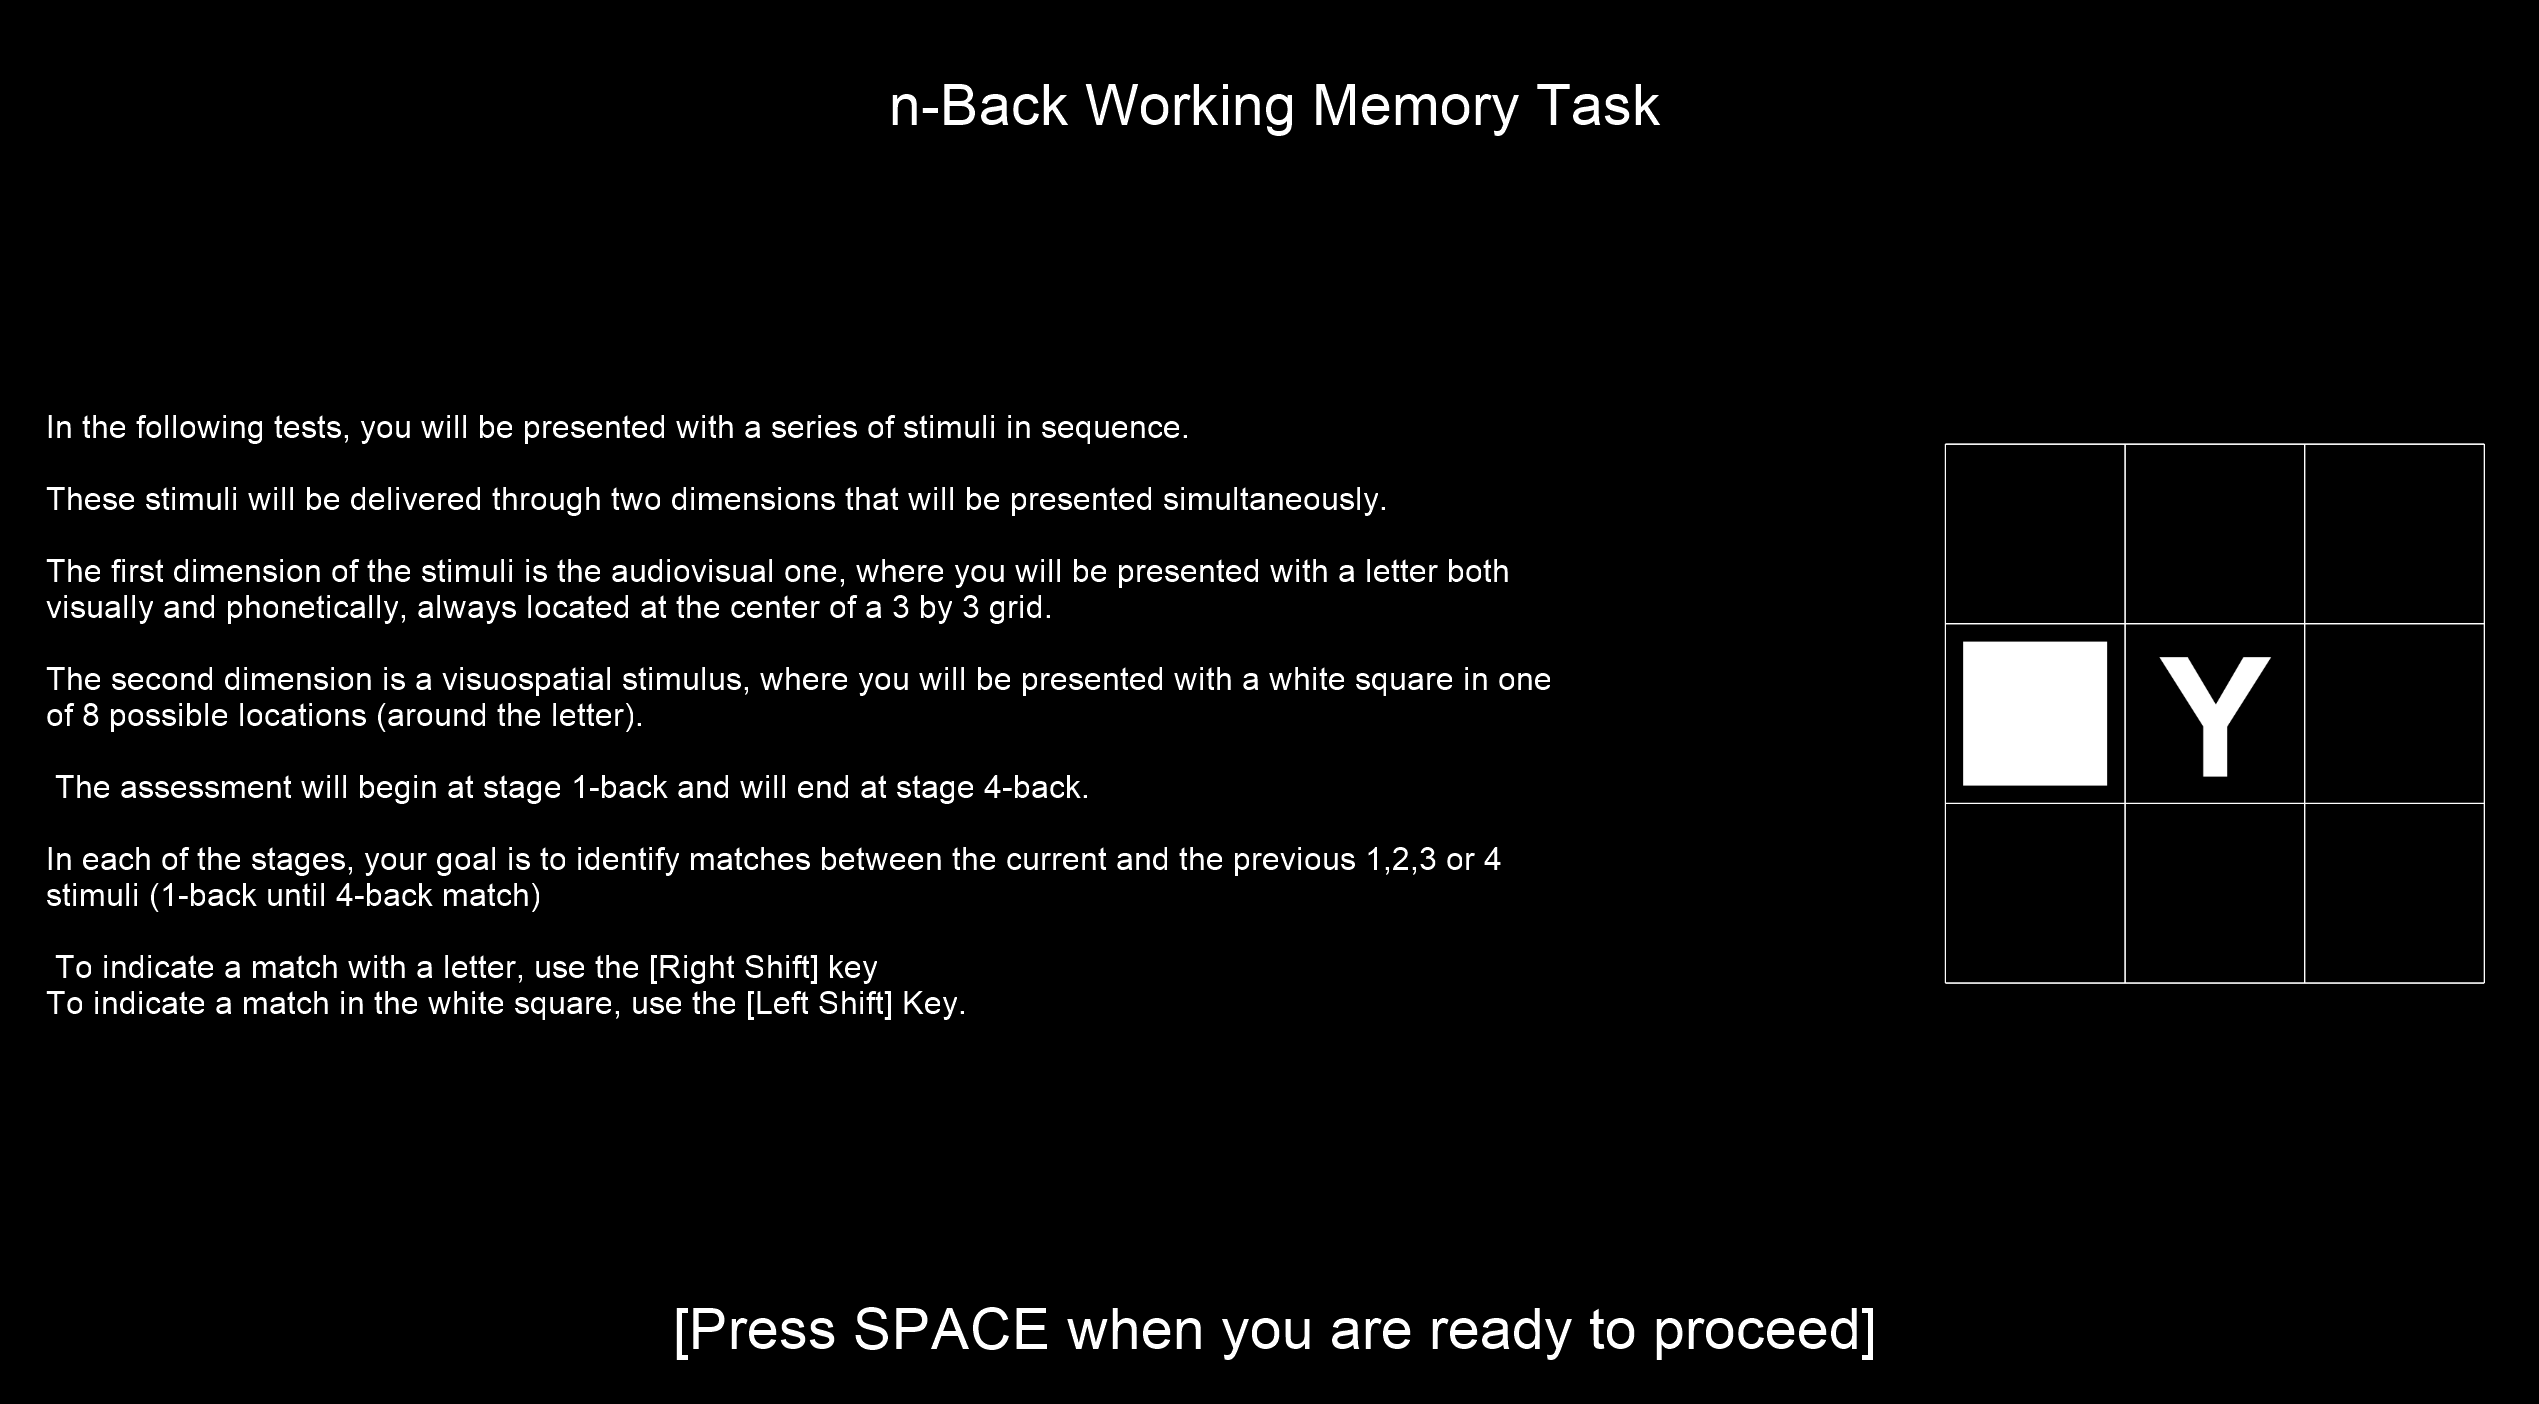 n-Back Working Memory Task
In the following tests, you will be presented with a series of stimuli in sequence.
These stimuli will be delivered through two dimensions that will be presented simultaneously.
The first dimension of the stimuli is the audiovisual one, where you will be presented with a letter both
visually and phonetically, always located at the center of a 3 by 3 grid.
The second dimension is a visuospatial stimulus, where you will be presented with a white square in one
of 8 possible locations (around the letter).
The assessment will begin at stage 1-back and will end at stage 4-back.
In each of the stages, your goal is to identify matches between the current and the previous 1,2,3 or 4
stimuli (1-back until 4-back match)
To indicate a match with a letter, use the [Right Shift] key
To indicate a match in the white square, use the [Left Shift] Key.
Y
[Press SPACE when you are ready to proceed]